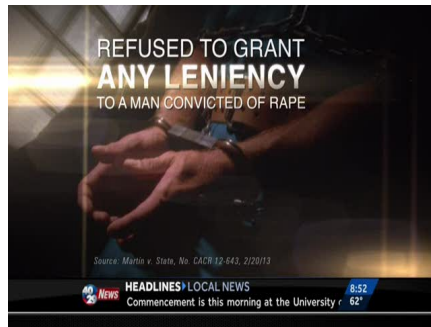 REFUSED TO GRANT
ANY LENIENCY
TO A MAN CONVICTED OF RAPE
Source: Martin v. State, No. CACR 12-643, 2/20/13
40 29 NEWS
HEADLINES LOCAL NEWS
8:52
Commencement is this morning at the University
62°